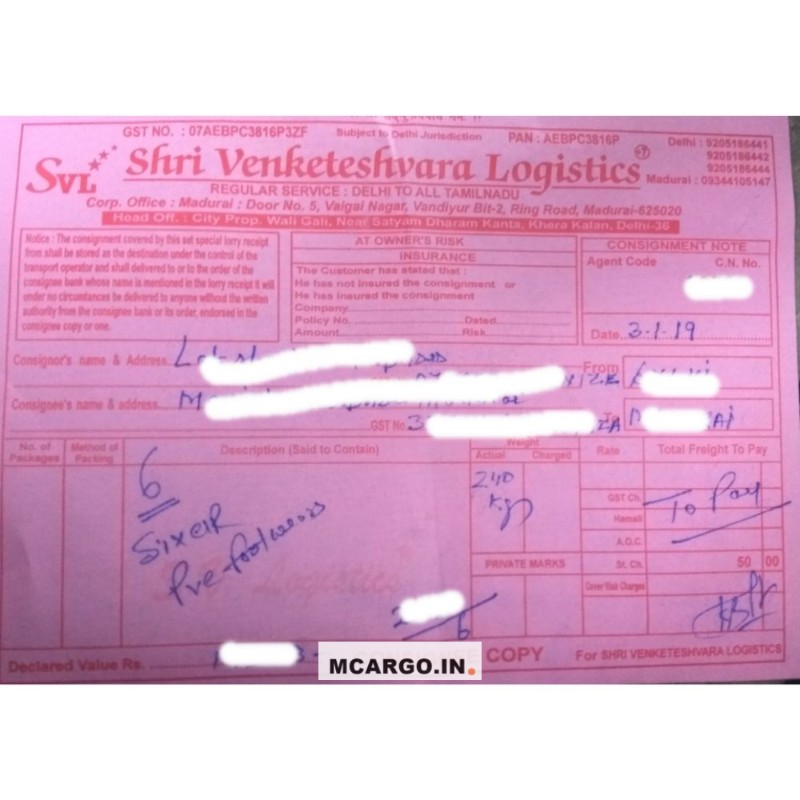 GST NO. : 07AEBPC3816P3ZF Subject to Delhi Jurisdiction PAN : AEBPC3816P
Delhi : 9205186441
9205186442
9205186444
Madurai : 09344105147
SVL Shri Venketeshvara Logistics
REGULAR SERVICE : DELHI TO ALL TAMILNADU
Corp. Office : Madurai : Door No. 5, Vaigai Nagar, Vandiyur Bit-2, Ring Road, Madurai-625020
Head Off. : City Prop. Wali Gali, Near Satyam Dharam Kanta, Khera Kalan, Delhi-36
Notice : The consignment covered by this set special lorry receipt
from shall be stored as the destination under the control of the
transport operator and shall delivered to or to the order of the
consignee bank whose name is mentioned in the lorry receipt it will
under no circumstances be delivered to anyone without the written
authority from the consignee bank or its order, endorsed in the
consignee copy or one.
AT OWNER'S RISK
INSURANCE
The Customer has stated that :
He has not insured the consignment or
He has insured the consignment
Company
Policy No. Dated
Amount Risk
CONSIGNMENT NOTE
Agent Code C.N. No.
Date 3-1-19
Consignor's name & Address
From
Consignee's name & address
GST No. To
No. of Packages
Method of Packing
Description (Said to Contain)
Weight
Actual Charged
Rate
Total Freight To Pay
6
240 kg
GST Ch.
To Pay
Hamali
A.O.C.
PRIVATE MARKS
St. Ch. 50 00
Cover Risk Charges
6
Declared Value Rs.
COPY
For SHRI VENKETESHVARA LOGISTICS
MCARGO.IN.